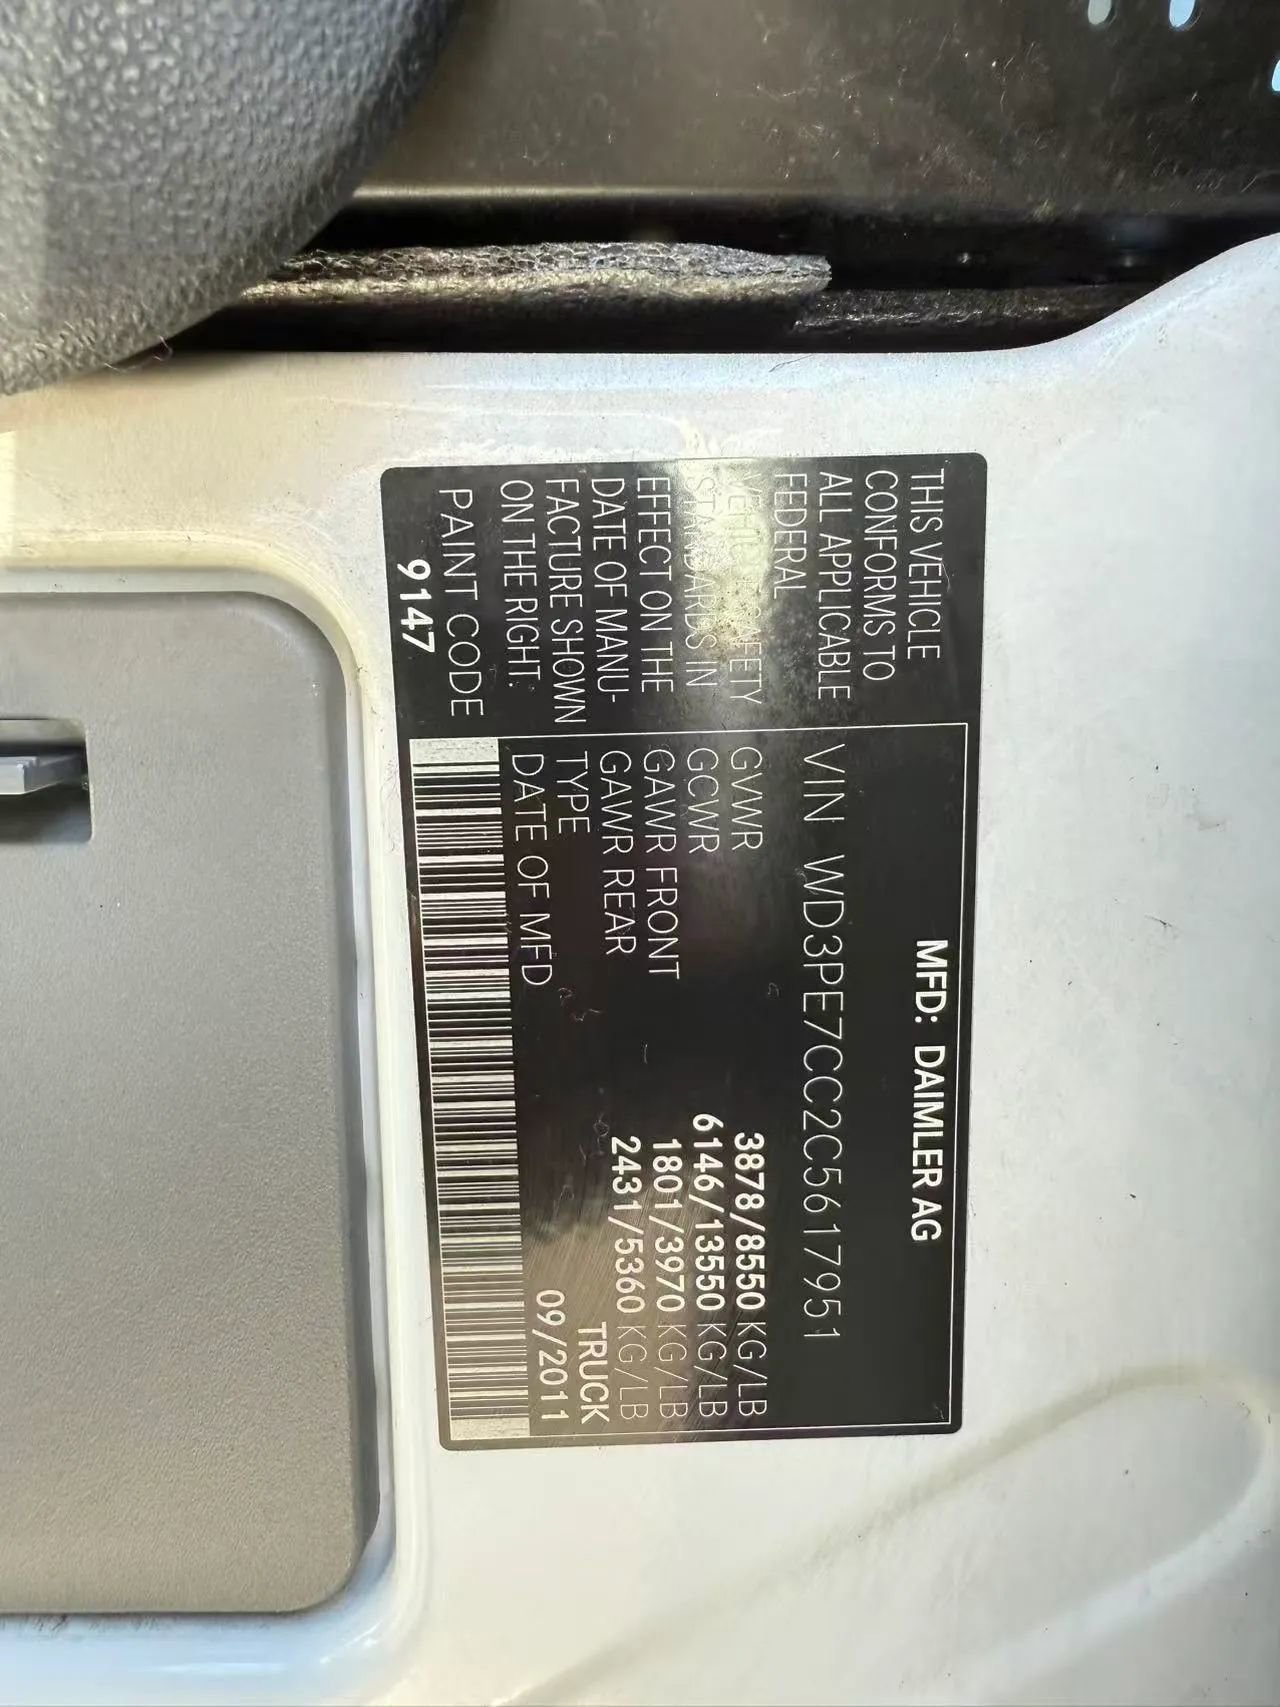 MFD: DAIMLER AG
THIS VEHICLE
CONFORMS TO
ALL APPLICABLE
FEDERAL
VEHICLE SAFETY
STANDARDS IN
EFFECT ON THE
DATE OF MANU-
FACTURE SHOWN
ON THE RIGHT.
PAINT CODE
9147
VIN WD3PE7CC2C5617951
GVWR 3878/8550 KG/LB
GCWR 6146/13550 KG/LB
GAWR FRONT 1801/3970 KG/LB
GAWR REAR 2431/5360 KG/LB
TYPE TRUCK
DATE OF MFD 09/2011